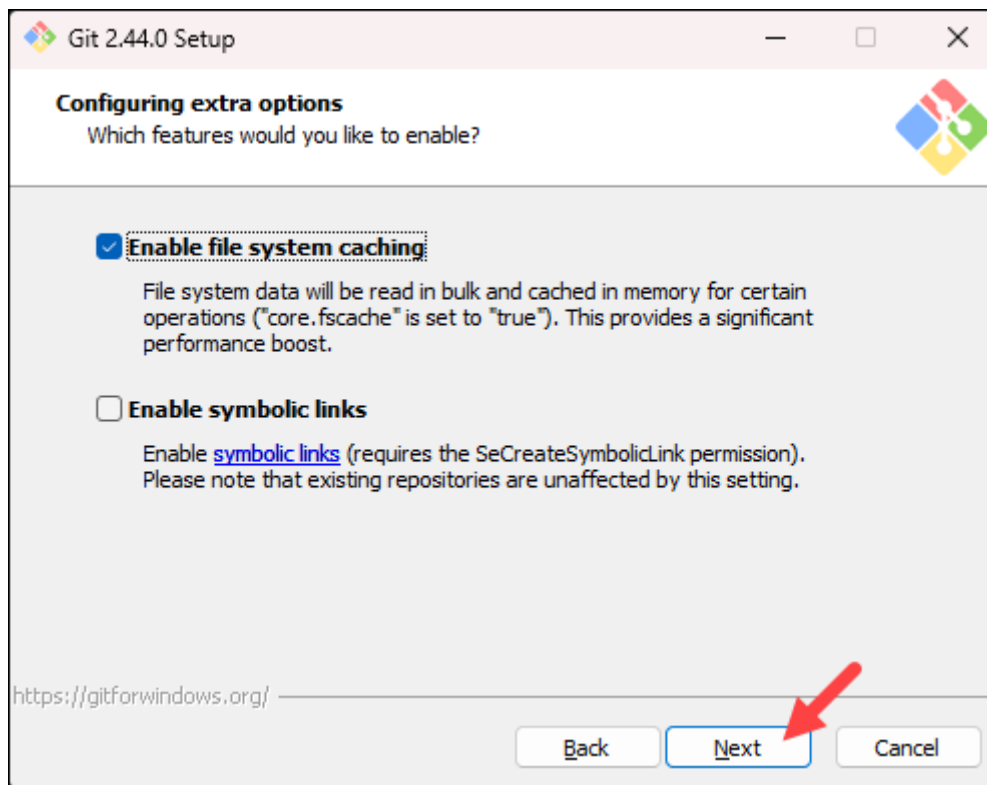 Git 2.44.0 Setup
Configuring extra options
Which features would you like to enable?
Enable file system caching
File system data will be read in bulk and cached in memory for certain
operations ("core.fscache" is set to "true"). This provides a significant
performance boost.
Enable symbolic links
Enable symbolic links (requires the SeCreateSymbolicLink permission).
Please note that existing repositories are unaffected by this setting.
https://gitforwindows.org/
Back Next Cancel